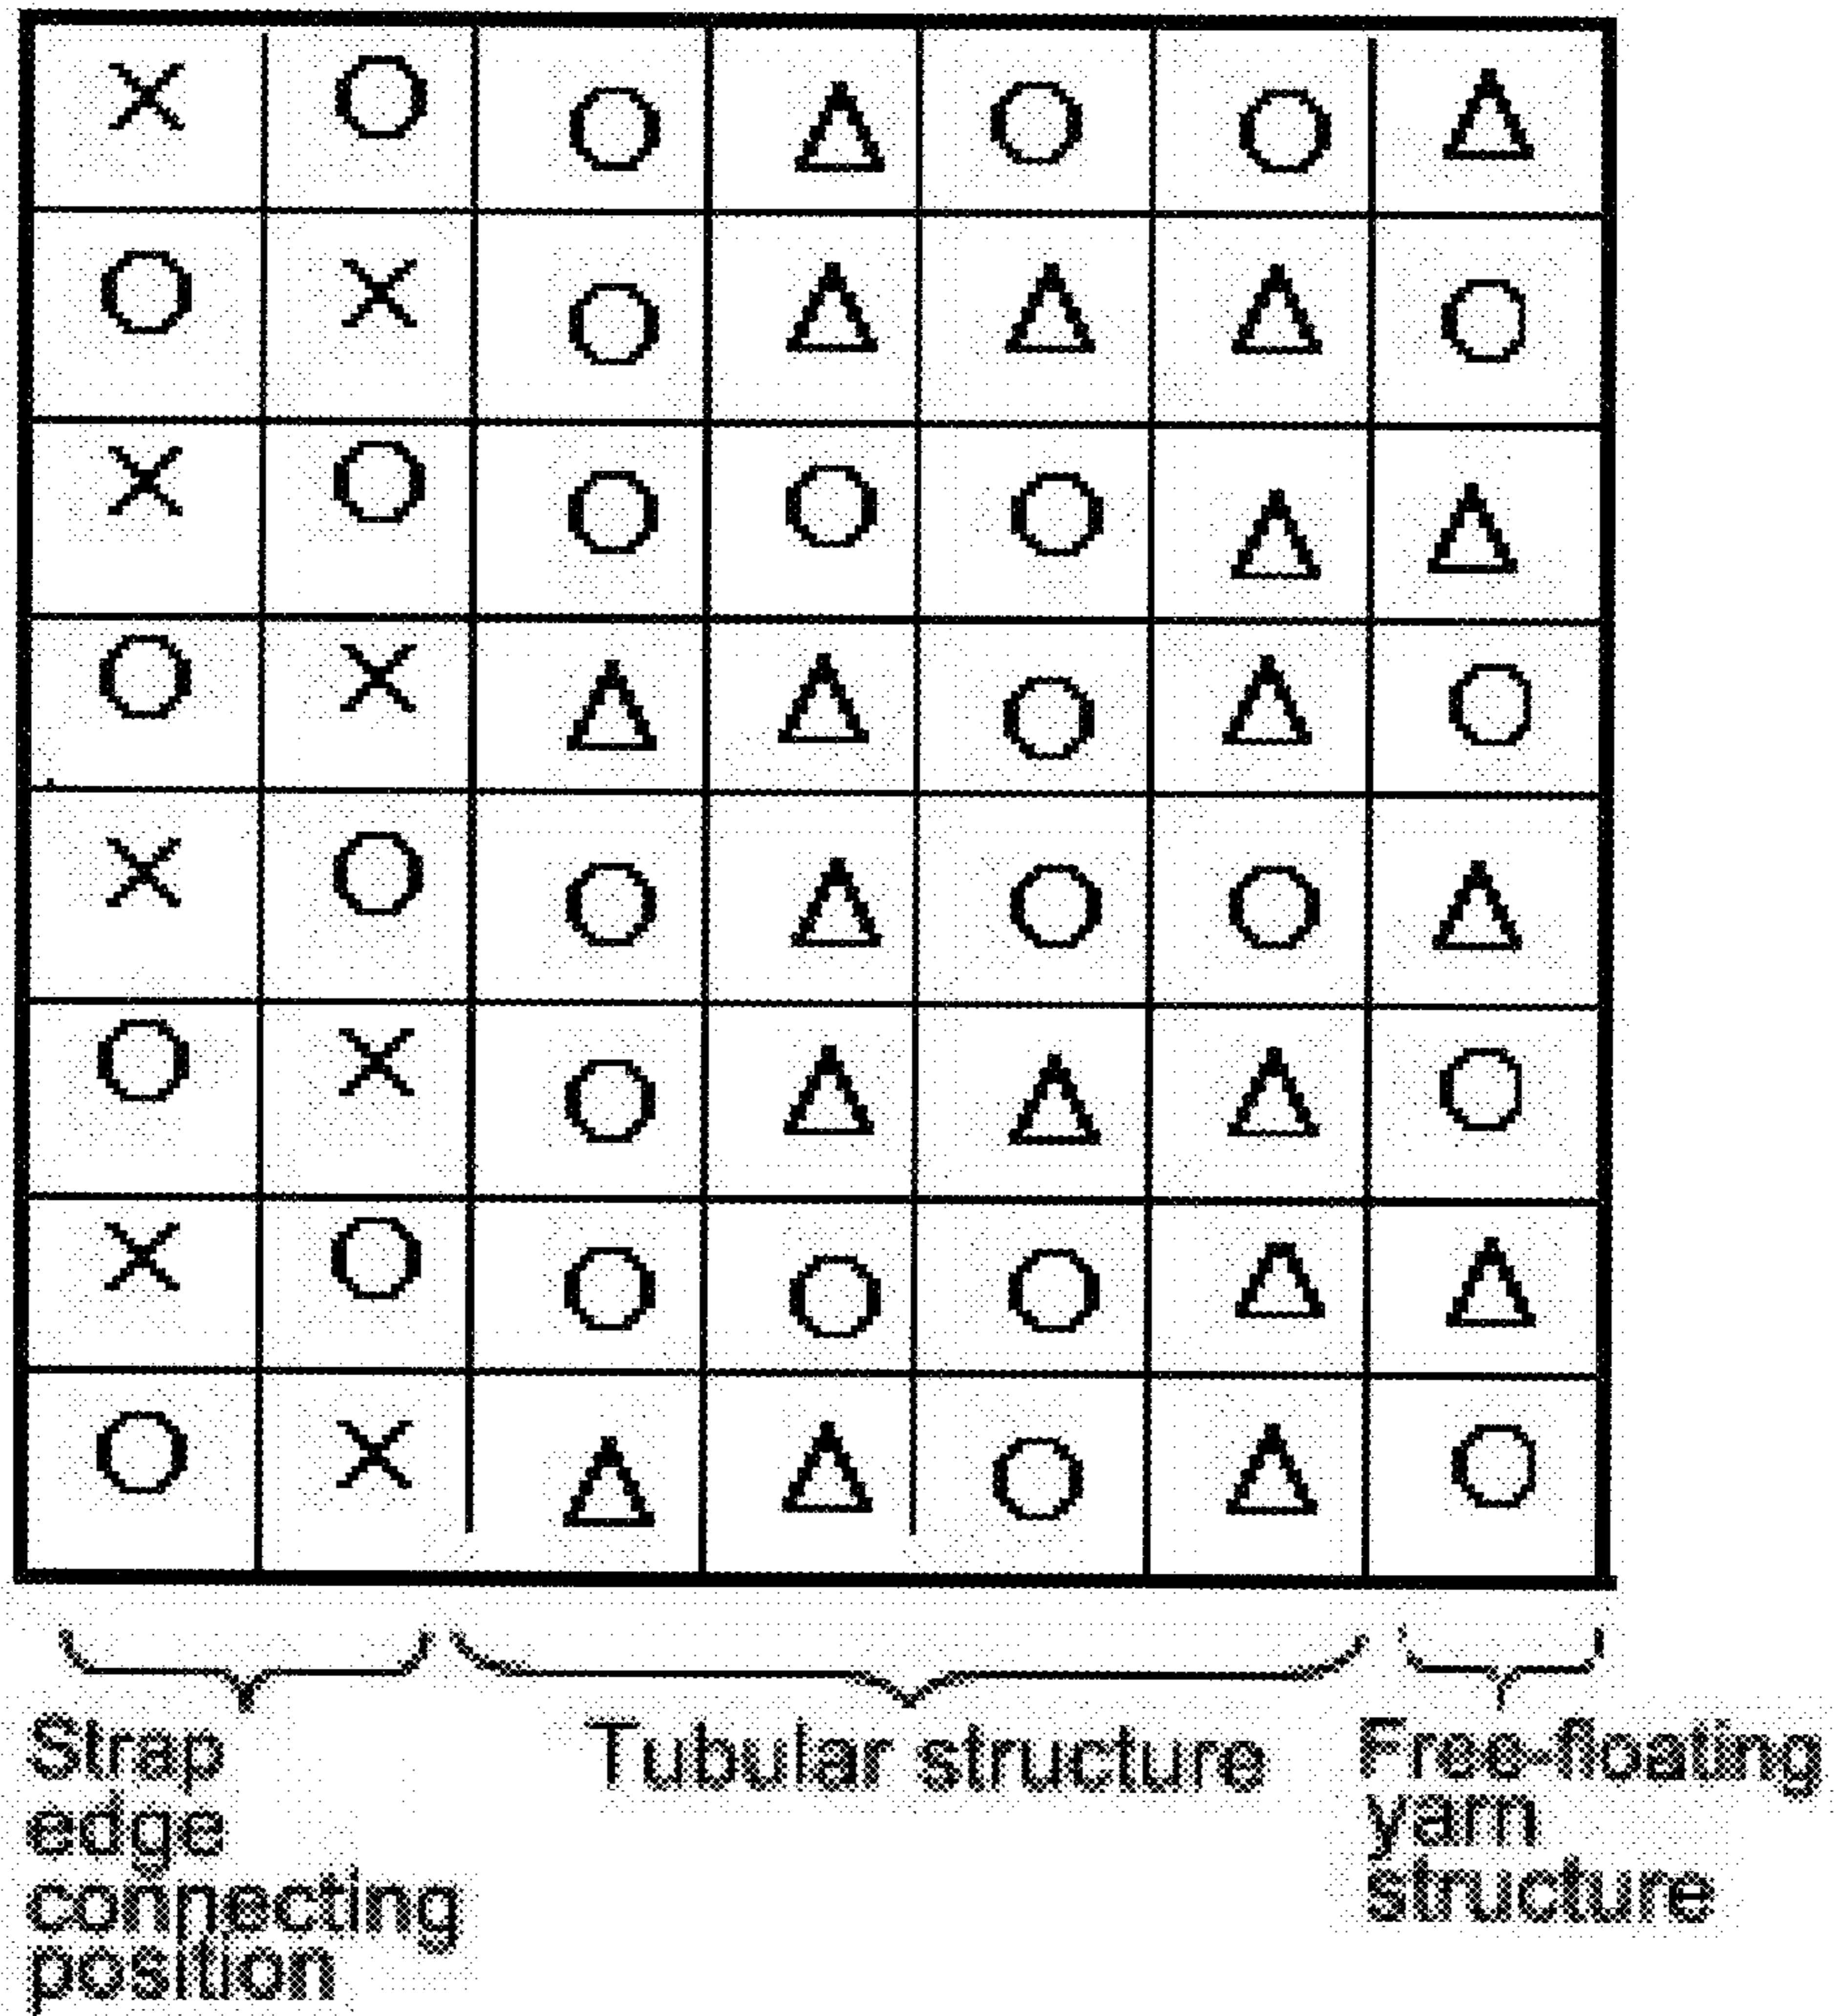 × ○ ○ △ ○ ○ △
○ × ○ △ △ △ ○
× ○ ○ ○ ○ △ △
○ × △ △ ○ △ ○
× ○ ○ △ ○ ○ △
○ × ○ △ △ △ ○
× ○ ○ ○ ○ △ △
○ × △ △ ○ △ ○
Strap
edge
connecting
position
Tubular structure
Free-floating
yarn
structure